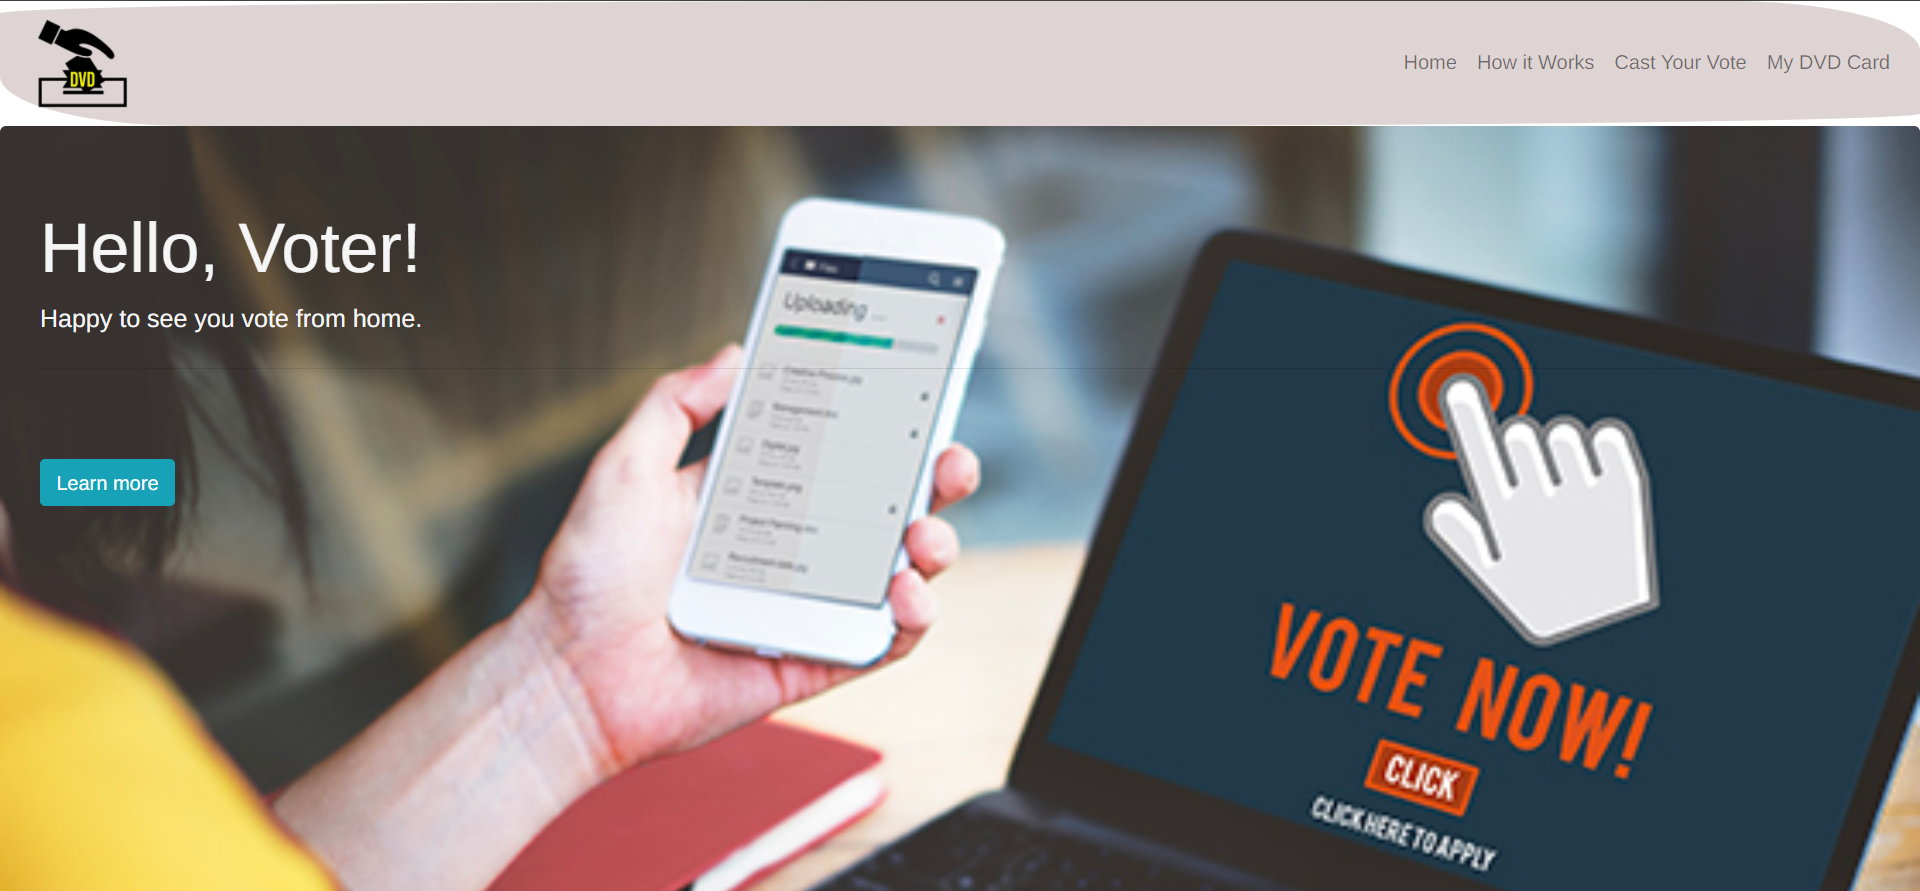 DVD
Home How it Works Cast Your Vote My DVD Card
Hello, Voter!
Happy to see you vote from home.
Learn more
Files
Uploading ...
VOTE NOW!
CLICK
CLICK HERE TO APPLY